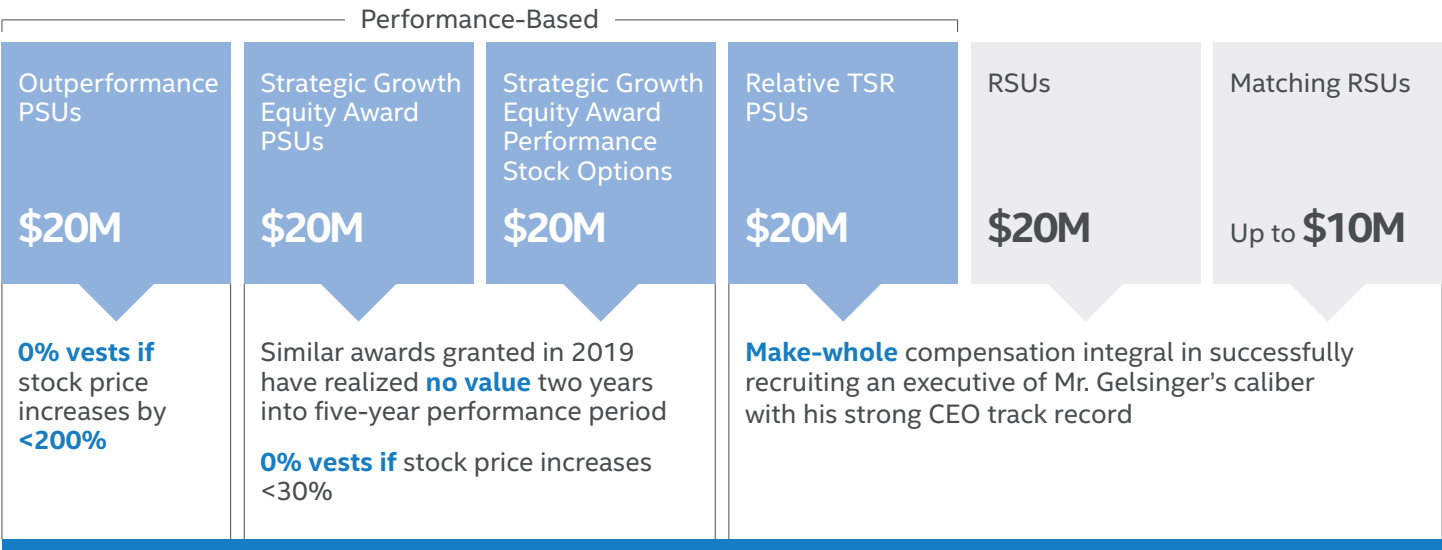 Performance-Based
Outperformance
PSUs
$20M
Strategic Growth
Equity Award
PSUs
$20M
Strategic Growth
Equity Award
Performance
Stock Options
$20M
Relative TSR
PSUs
$20M
RSUs
$20M
Matching RSUs
Up to $10M
0% vests if
stock price
increases by
<200%
Similar awards granted in 2019
have realized no value two years
into five-year performance period
0% vests if stock price increases
<30%
Make-whole compensation integral in successfully
recruiting an executive of Mr. Gelsinger’s caliber
with his strong CEO track record